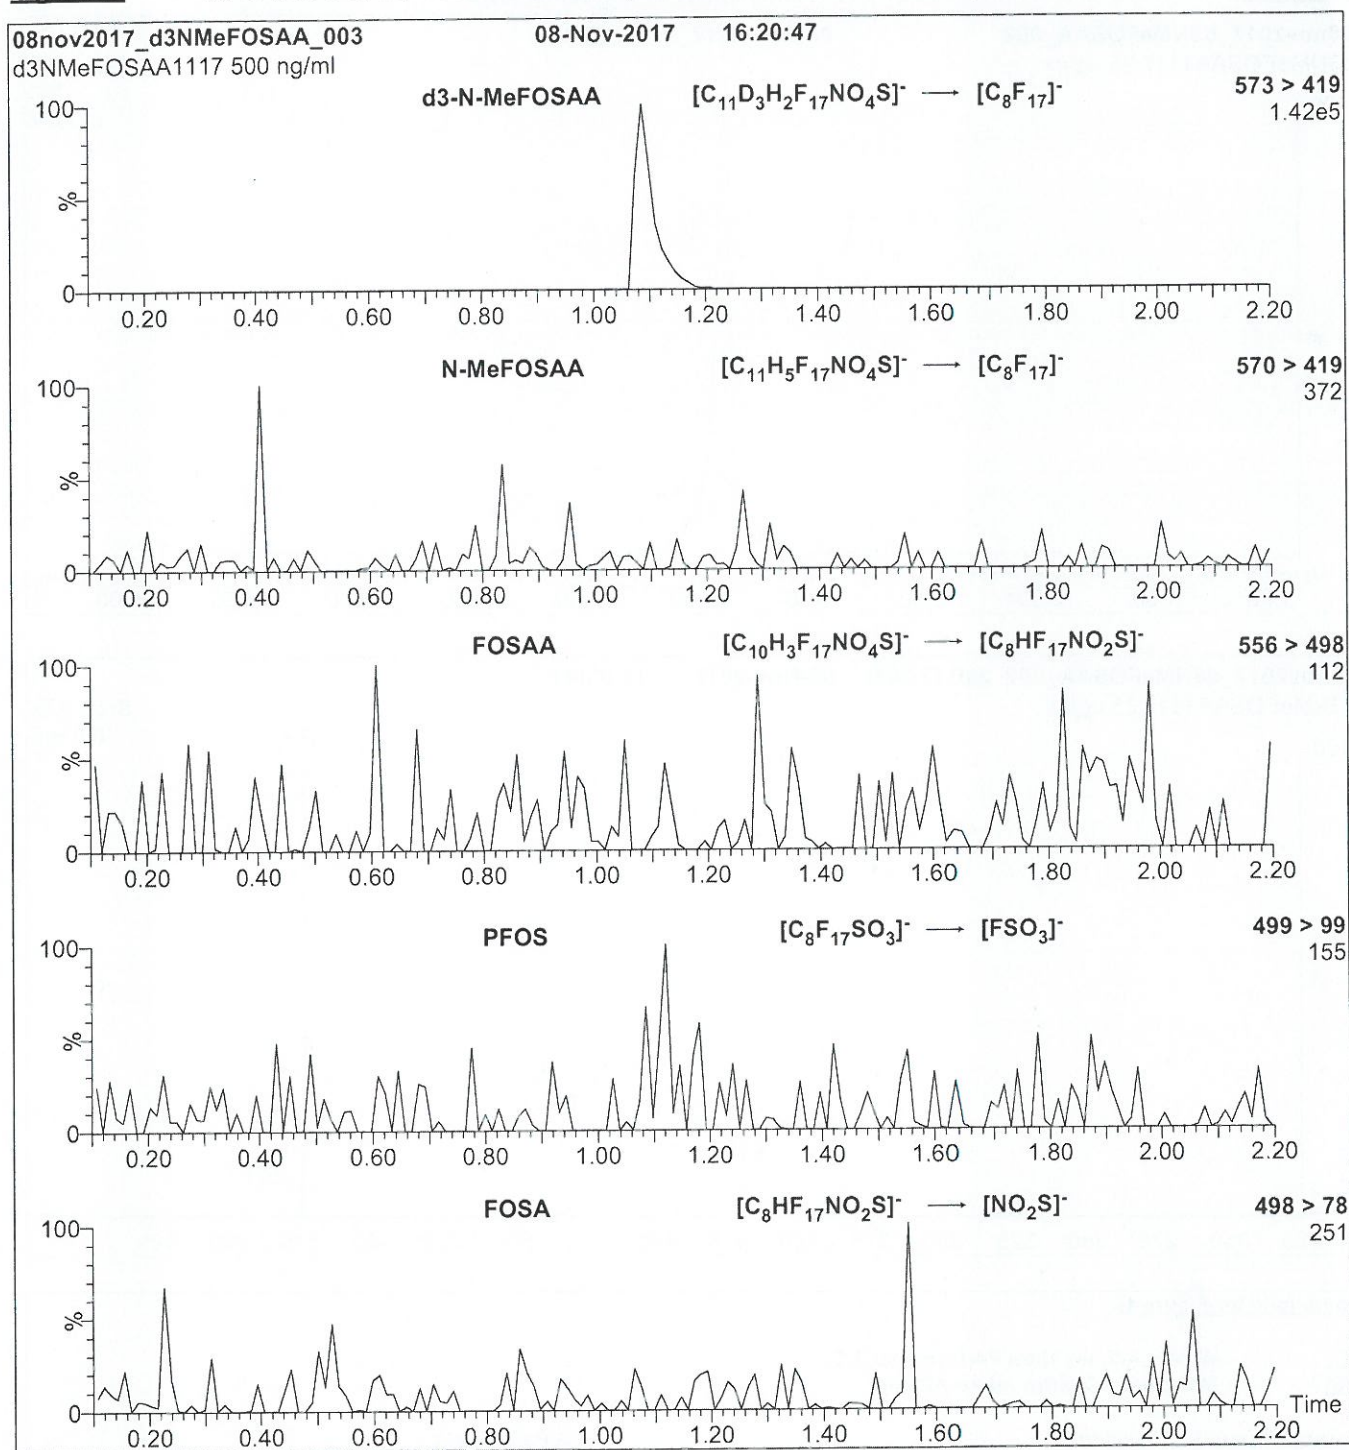 08nov2017_d3NMeFOSAA_003 08-Nov-2017 16:20:47
d3NMeFOSAA1117 500 ng/ml
d3-N-MeFOSAA [C₁₁D₃H₂F₁₇NO₄S]⁻ → [C₈F₁₇]⁻ 573 > 419
1.42e5
100
%
0
0.20 0.40 0.60 0.80 1.00 1.20 1.40 1.60 1.80 2.00 2.20
N-MeFOSAA [C₁₁H₅F₁₇NO₄S]⁻ → [C₈F₁₇]⁻ 570 > 419
372
100
%
0
0.20 0.40 0.60 0.80 1.00 1.20 1.40 1.60 1.80 2.00 2.20
FOSAA [C₁₀H₃F₁₇NO₄S]⁻ → [C₈HF₁₇NO₂S]⁻ 556 > 498
112
100
%
0
0.20 0.40 0.60 0.80 1.00 1.20 1.40 1.60 1.80 2.00 2.20
PFOS [C₈F₁₇SO₃]⁻ → [FSO₃]⁻ 499 > 99
155
100
%
0
0.20 0.40 0.60 0.80 1.00 1.20 1.40 1.60 1.80 2.00 2.20
FOSA [C₈HF₁₇NO₂S]⁻ → [NO₂S]⁻ 498 > 78
251
100
%
0
0.20 0.40 0.60 0.80 1.00 1.20 1.40 1.60 1.80 2.00 2.20 Time